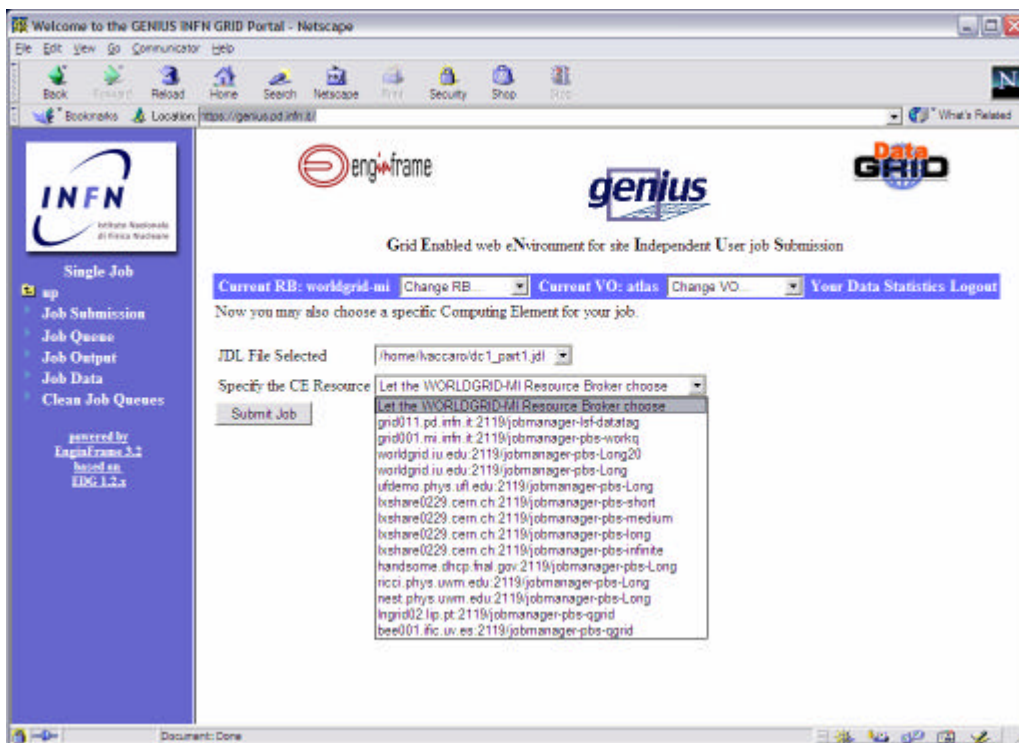 Welcome to the GENIUS INFN GRID Portal - Netscape
File Edit View Go Communicator Help
Back Forward Reload Home Search Netscape Print Security Shop Stop
Bookmarks Location: https://genius.pd.infn.it/ What's Related
INFN
Istituto Nazionale
di Fisica Nucleare
enginframe
genius
Data
GRID
Grid Enabled web eNvironment for site Independent User job Submission
Single Job
up
Job Submission
Job Queue
Job Output
Job Data
Clean Job Queues
powered by
EnginFrame 3.2
based on
EDG 1.2.x
Current RB: worldgrid-mi Change RB... Current VO: atlas Change VO... Your Data Statistics Logout
Now you may also choose a specific Computing Element for your job.
JDL File Selected /home/lvaccaro/dc1_part1.jdl
Specify the CE Resource Let the WORLDGRID-MI Resource Broker choose
Let the WORLDGRID-MI Resource Broker choose
grid011.pd.infn.it:2119/jobmanager-lsf-datatag
grid001.mi.infn.it:2119/jobmanager-pbs-workq
worldgrid.iu.edu:2119/jobmanager-pbs-Long20
worldgrid.iu.edu:2119/jobmanager-pbs-Long
ufdemo.phys.ufl.edu:2119/jobmanager-pbs-Long
lxshare0229.cern.ch:2119/jobmanager-pbs-short
lxshare0229.cern.ch:2119/jobmanager-pbs-medium
lxshare0229.cern.ch:2119/jobmanager-pbs-long
lxshare0229.cern.ch:2119/jobmanager-pbs-infinite
handsome.dhcp.fnal.gov:2119/jobmanager-pbs-Long
ricci.phys.uwm.edu:2119/jobmanager-pbs-Long
nest.phys.uwm.edu:2119/jobmanager-pbs-Long
lngrid02.lip.pt:2119/jobmanager-pbs-qgrid
bee001.ific.uv.es:2119/jobmanager-pbs-qgrid
Submit Job
Document: Done